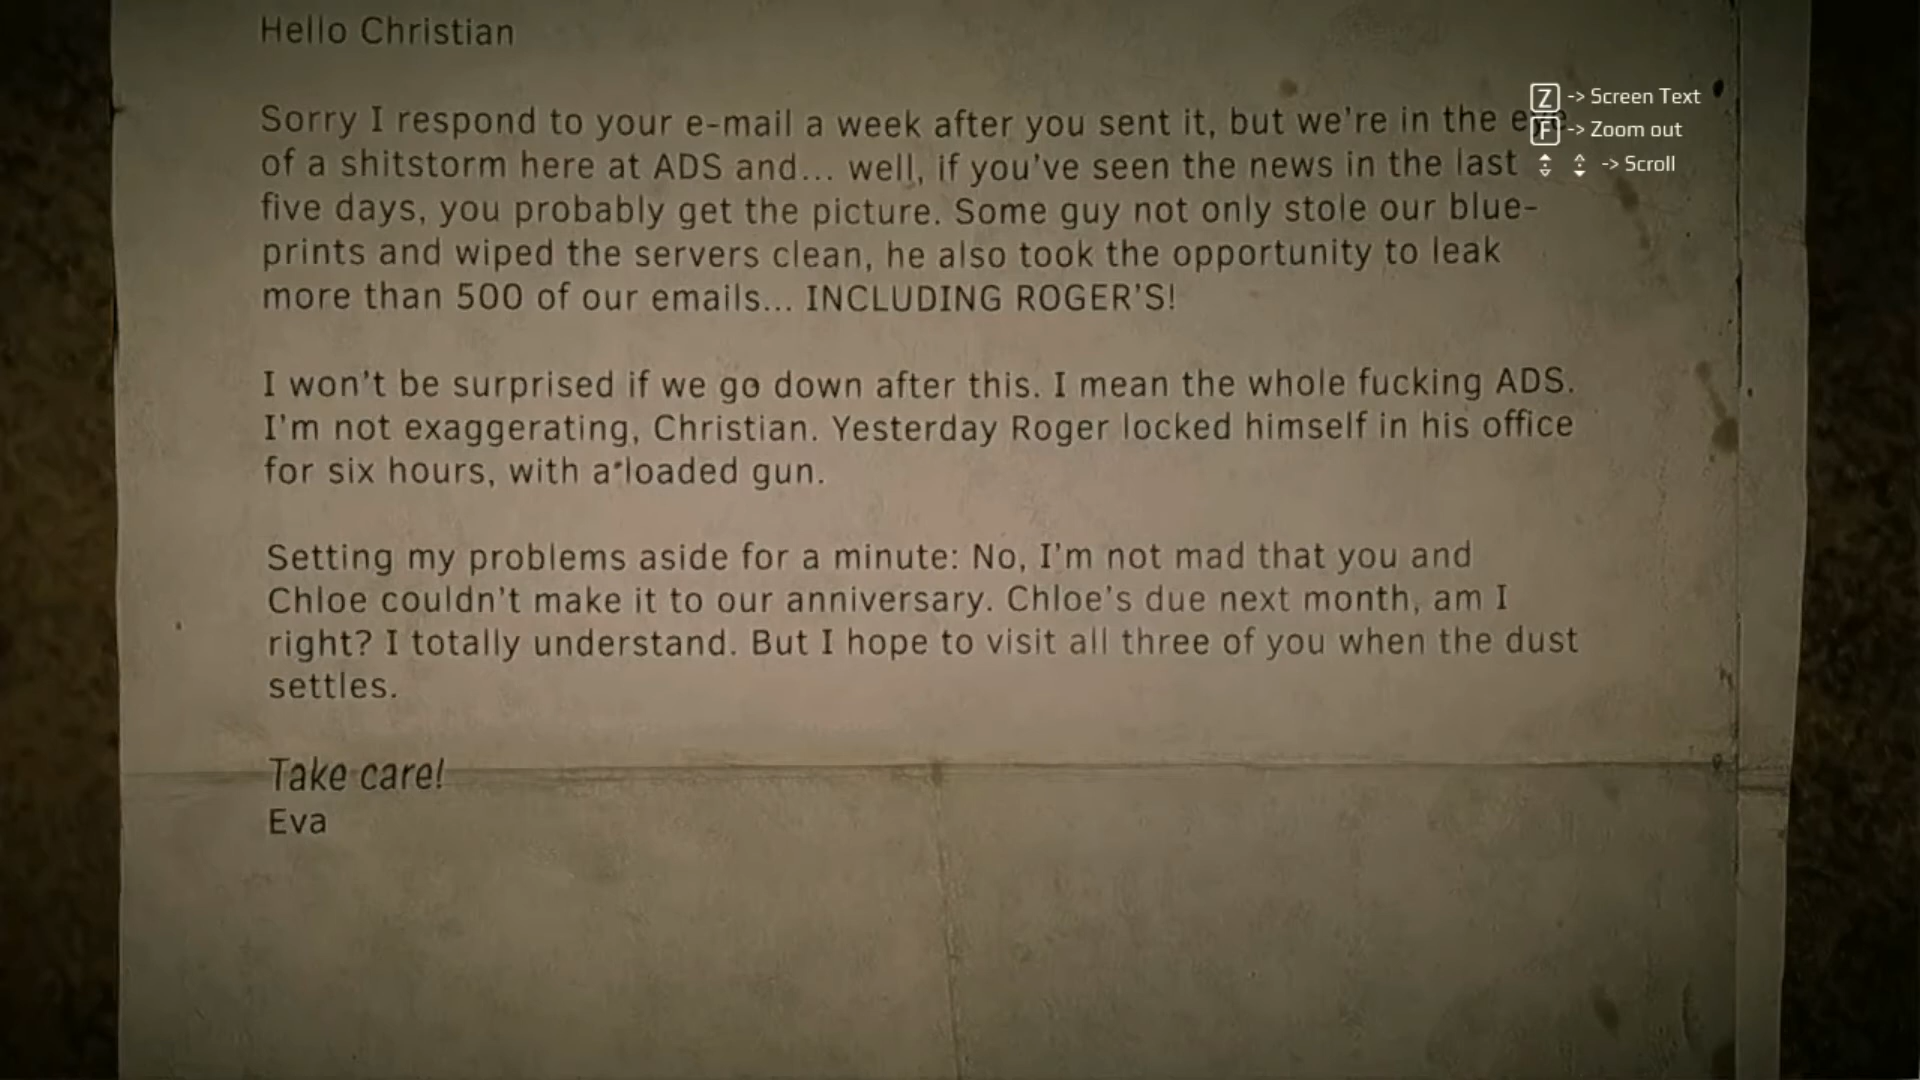 Hello Christian
Sorry I respond to your e-mail a week after you sent it, but we're in the
of a shitstorm here at ADS and... well, if you've seen the news in the last
five days, you probably get the picture. Some guy not only stole our blue-
prints and wiped the servers clean, he also took the opportunity to leak
more than 500 of our emails... INCLUDING ROGER'S!
I won't be surprised if we go down after this. I mean the whole fucking ADS.
I'm not exaggerating, Christian. Yesterday Roger locked himself in his office
for six hours, with a loaded gun.
Setting my problems aside for a minute: No, I'm not mad that you and
Chloe couldn't make it to our anniversary. Chloe's due next month, am I
right? I totally understand. But I hope to visit all three of you when the dust
settles.
Take care!
Eva
Z -> Screen Text
F -> Zoom out
-> Scroll